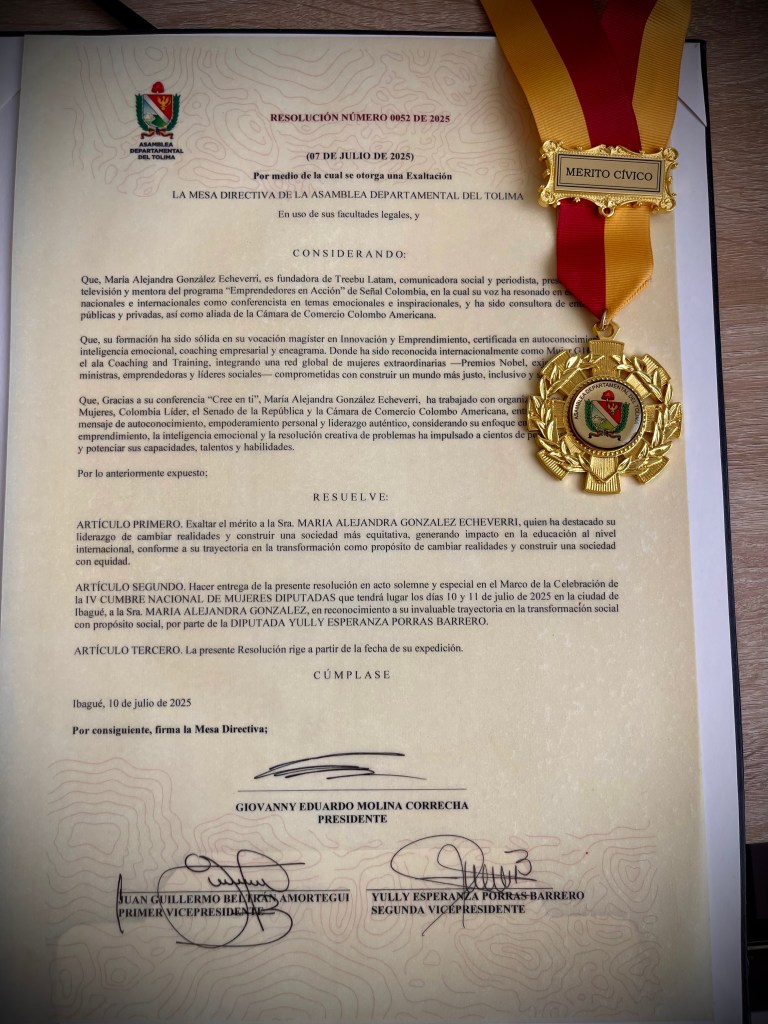 ASAMBLEA
DEPARTAMENTAL
DEL TOLIMA
RESOLUCIÓN NÚMERO 0052 DE 2025
(07 DE JULIO DE 2025)
Por medio de la cual se otorga una Exaltación
LA MESA DIRECTIVA DE LA ASAMBLEA DEPARTAMENTAL DEL TOLIMA
En uso de sus facultades legales, y
CONSIDERANDO:
Que, María Alejandra González Echeverri, es fundadora de Treebu Latam, comunicadora social y periodista,
televisión y mentora del programa “Emprendedores en Acción” de Señal Colombia, en la cual su voz ha resonado en
nacionales e internacionales como conferencista en temas emocionales e inspiracionales, y ha sido consultora de
públicas y privadas, así como aliada de la Cámara de Comercio Colombo Americana.
Que, su formación ha sido sólida en su vocación magíster en Innovación y Emprendimiento, certificada en
inteligencia emocional, coaching empresarial y eneagrama. Donde ha sido reconocida internacionalmente como
el ala Coaching and Training, integrando una red global de mujeres extraordinarias —Premios Nobel,
ministras, emprendedoras y líderes sociales— comprometidas con construir un mundo más justo, inclusivo y
Que, Gracias a su conferencia “Cree en ti”, María Alejandra González Echeverri, ha trabajado con
Mujeres, Colombia Líder, el Senado de la República y la Cámara de Comercio Colombo Americana,
mensaje de autoconocimiento, empoderamiento personal y liderazgo auténtico, considerando su enfoque en
emprendimiento, la inteligencia emocional y la resolución creativa de problemas ha impulsado a cientos de
y potenciar sus capacidades, talentos y habilidades.
Por lo anteriormente expuesto;
RESUELVE:
ARTÍCULO PRIMERO. Exaltar el mérito a la Sra. MARIA ALEJANDRA GONZALEZ ECHEVERRI, quien ha destacado su
liderazgo de cambiar realidades y construir una sociedad más equitativa, generando impacto en la educación al nivel
internacional, conforme a su trayectoria en la transformación como propósito de cambiar realidades y construir una sociedad
con equidad.
ARTÍCULO SEGUNDO. Hacer entrega de la presente resolución en acto solemne y especial en el Marco de la Celebración de
la IV CUMBRE NACIONAL DE MUJERES DIPUTADAS que tendrá lugar los días 10 y 11 de julio de 2025 en la ciudad de
Ibagué, a la Sra. MARIA ALEJANDRA GONZALEZ, en reconocimiento a su invaluable trayectoria en la transformación social
con propósito social, por parte de la DIPUTADA YULLY ESPERANZA PORRAS BARRERO.
ARTÍCULO TERCERO. La presente Resolución rige a partir de la fecha de su expedición.
CÚMPLASE
Ibagué, 10 de julio de 2025
Por consiguiente, firma la Mesa Directiva;
GIOVANNY EDUARDO MOLINA CORRECHA
PRESIDENTE
JUAN GUILLERMO BELTRÁN AMORTEGUI
PRIMER VICEPRESIDENTE
YULLY ESPERANZA PORRAS BARRERO
SEGUNDA VICEPRESIDENTE
MERITO CÍVICO
ASAMBLEA DEPARTAMENTAL DEL TOLIMA